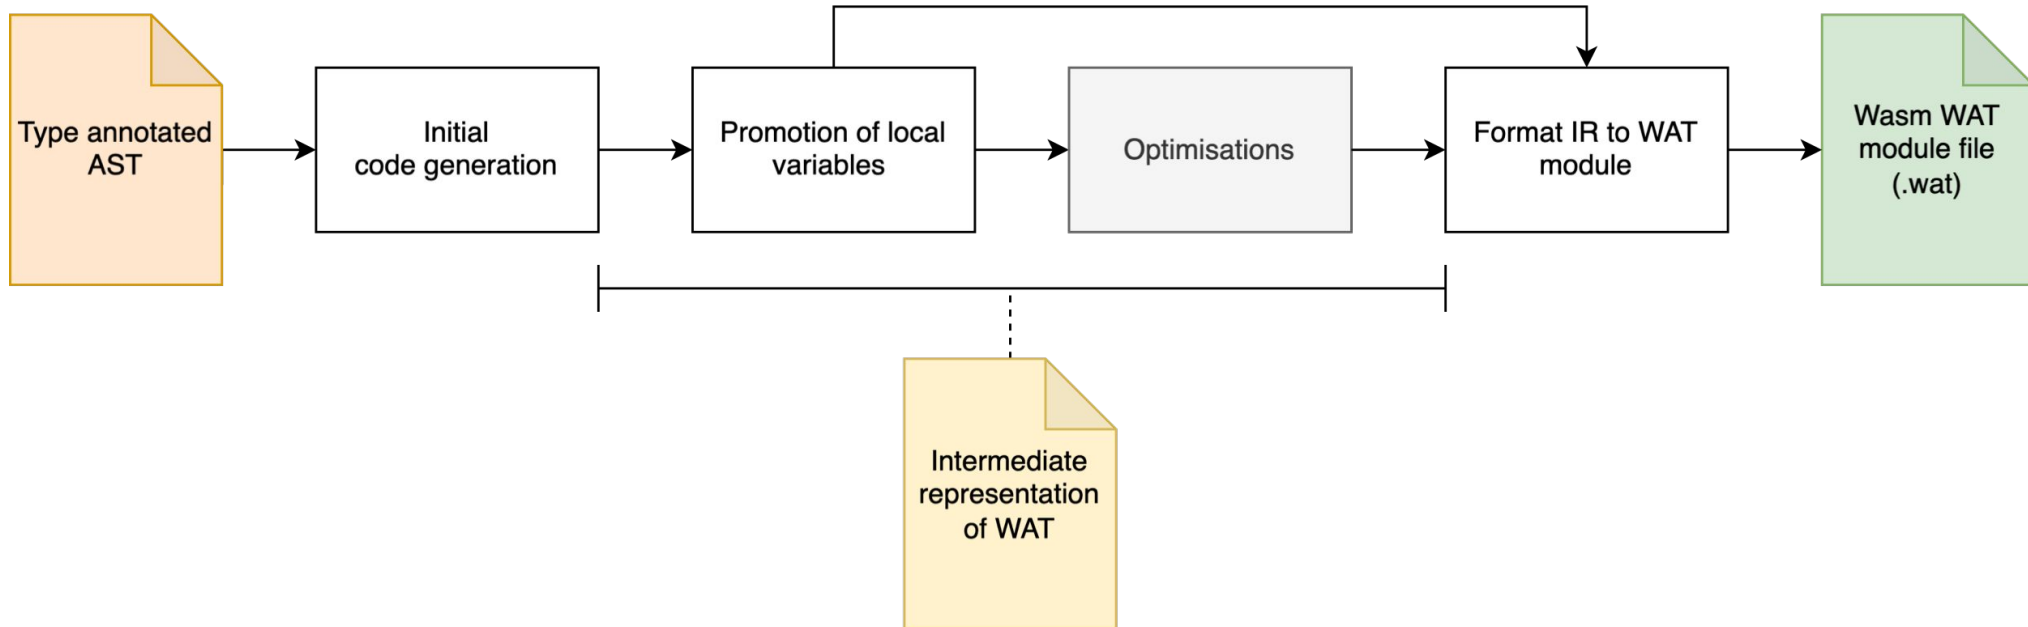 Type annotated
AST
Initial
code generation
Promotion of local
variables
Optimisations
Format IR to WAT
module
Wasm WAT
module file
(.wat)
Intermediate
representation
of WAT